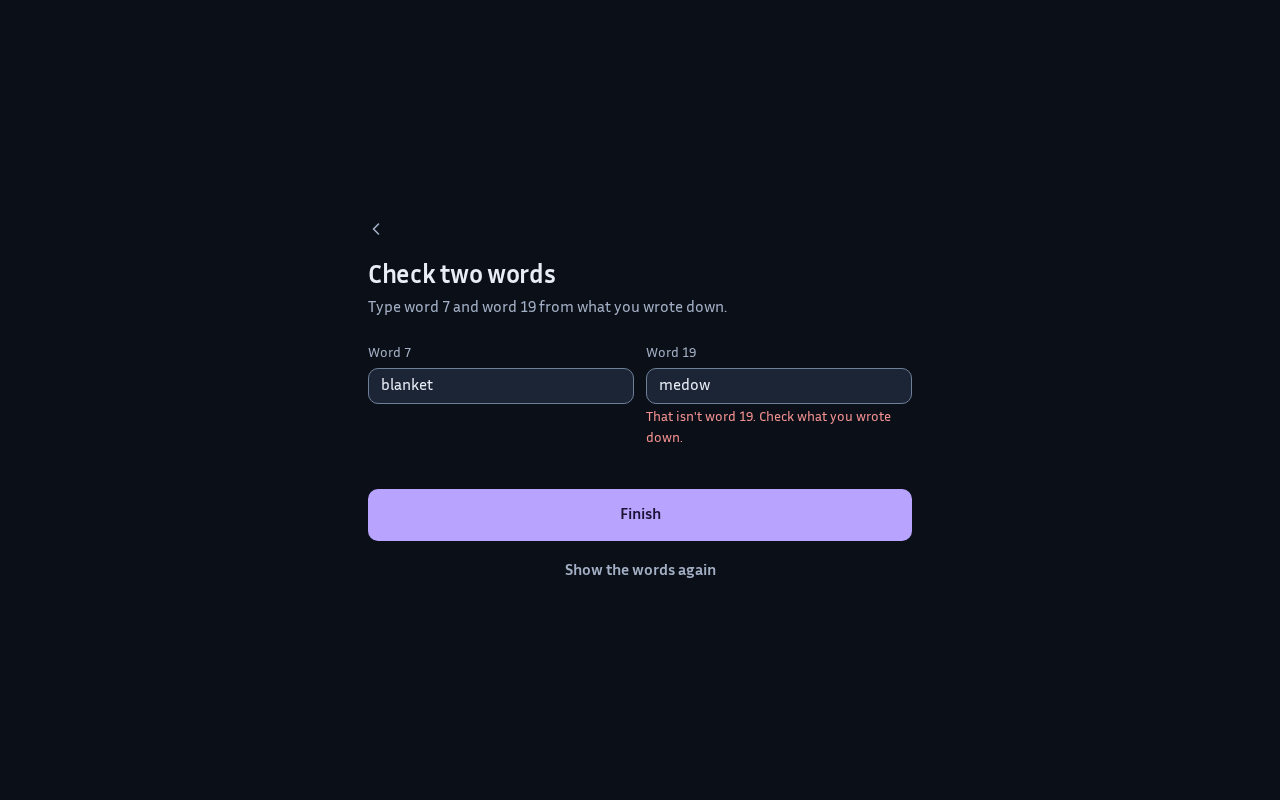 Check two words
Type word 7 and word 19 from what you wrote down.
Word 7
Word 19
blanket
medow
That isn't word 19. Check what you wrote
down.
Finish
Show the words again